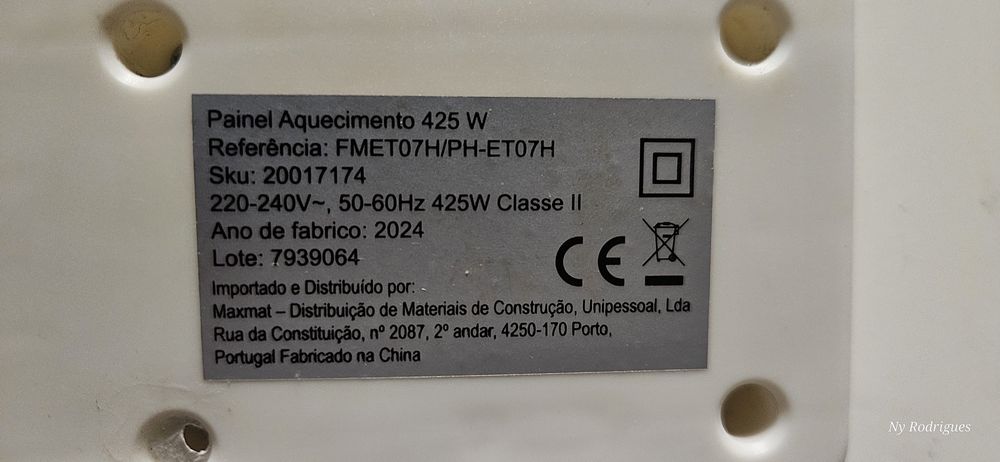 Painel Aquecimento 425 W
Referência: FMET07H/PH-ET07H
Sku: 20017174
220-240V~, 50-60Hz 425W Classe II
Ano de fabrico: 2024
Lote: 7939064
CE
Importado e Distribuído por:
Maxmat – Distribuição de Materiais de Construção, Unipessoal, Lda
Rua da Constituição, nº 2087, 2º andar, 4250-170 Porto,
Portugal Fabricado na China
Ny Rodrigues